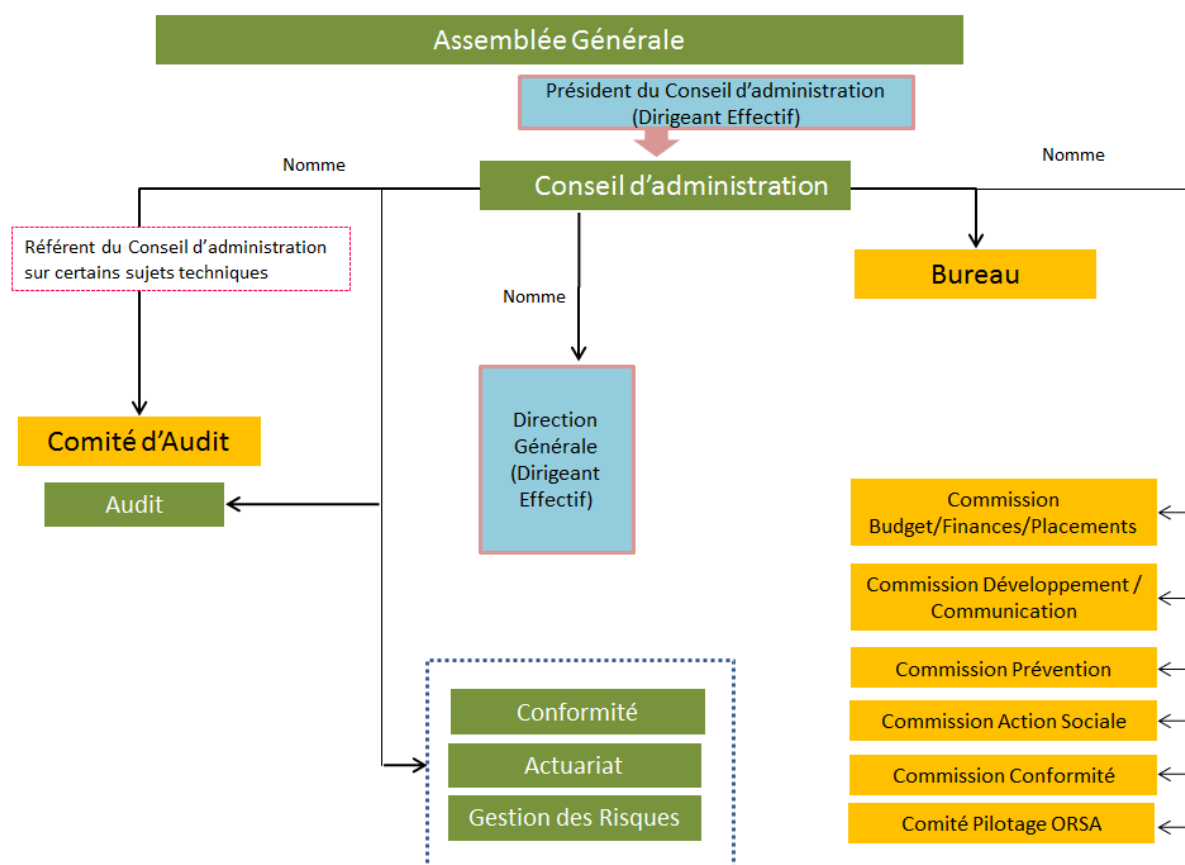 Assemblée Générale
Président du Conseil d'administration
(Dirigeant Effectif)
Nomme
Nomme
Conseil d'administration
Référent du Conseil d'administration
sur certains sujets techniques
Bureau
Nomme
Direction
Générale
(Dirigeant
Effectif)
Comité d'Audit
Audit
Commission
Budget/Finances/Placements
Commission Développement /
Communication
Commission Prévention
Commission Action Sociale
Commission Conformité
Comité Pilotage ORSA
Conformité
Actuariat
Gestion des Risques